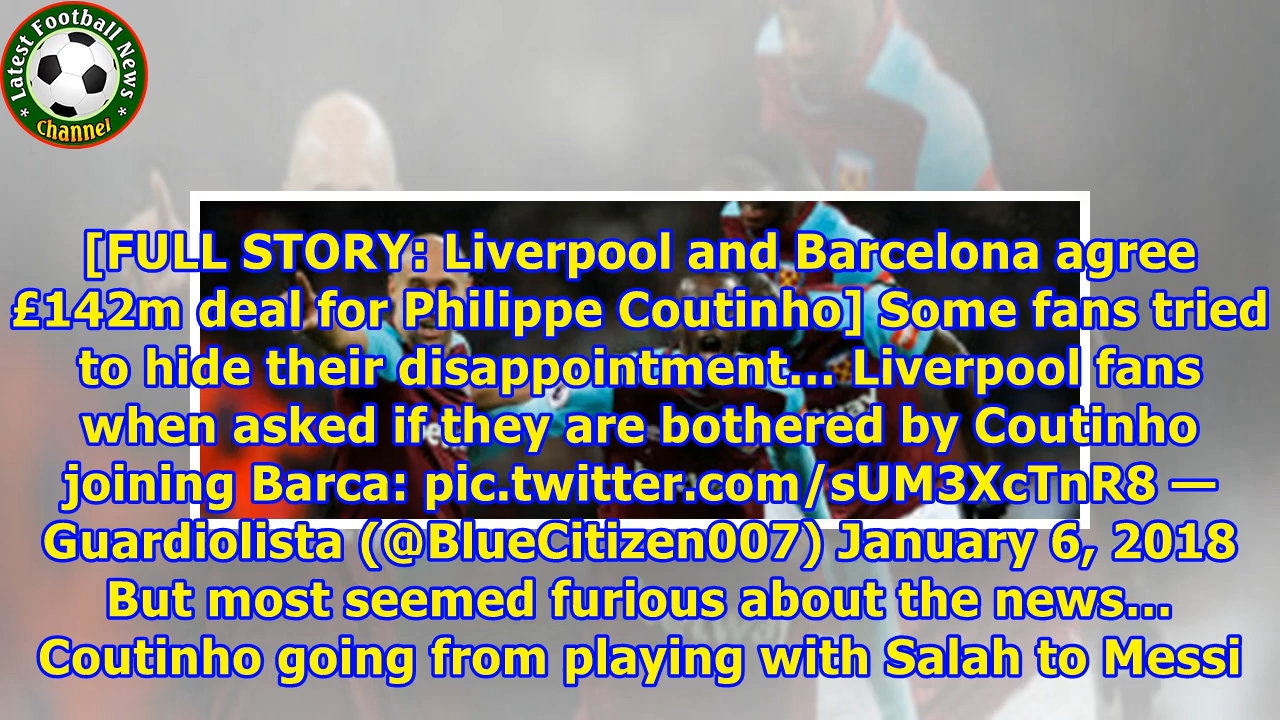 Latest Football News
* Channel *
[FULL STORY: Liverpool and Barcelona agree
£142m deal for Philippe Coutinho] Some fans tried
to hide their disappointment... Liverpool fans
when asked if they are bothered by Coutinho
joining Barca: pic.twitter.com/sUM3XcTnR8 —
Guardiolista (@BlueCitizen007) January 6, 2018
But most seemed furious about the news...
Coutinho going from playing with Salah to Messi